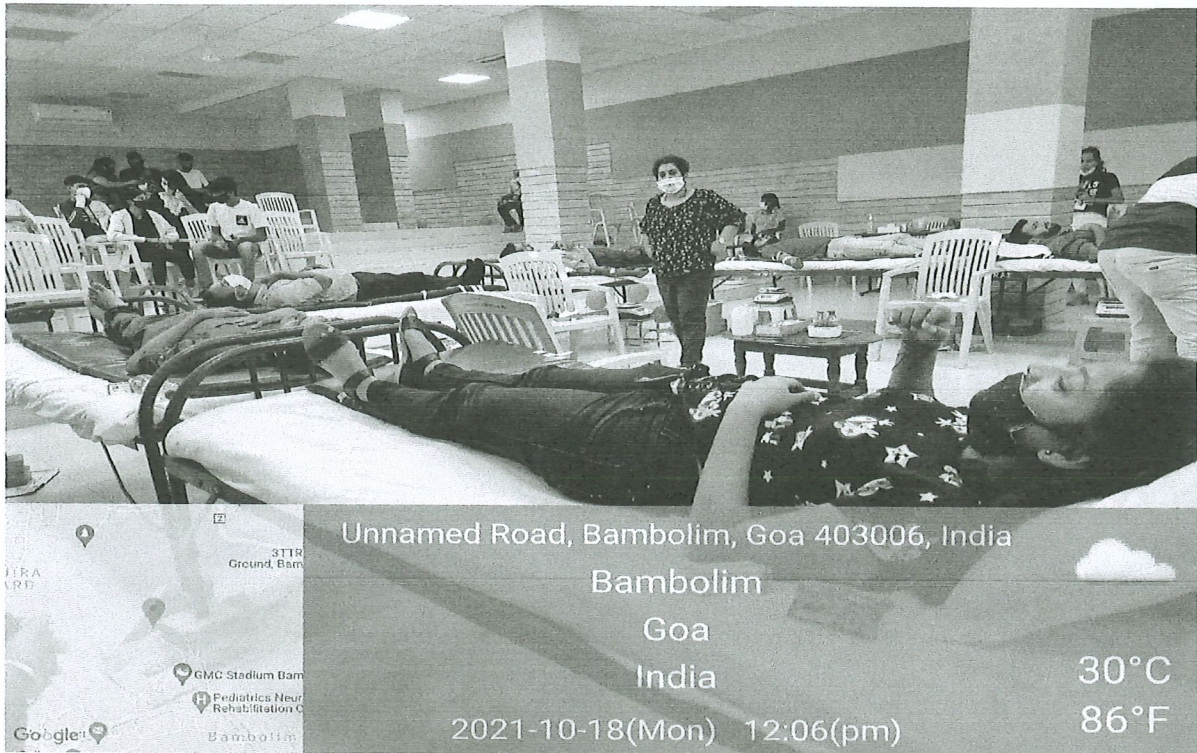 Unnamed Road, Bambolim, Goa 403006, India
Bambolim
Goa
India
2021-10-18(Mon) 12:06(pm)
30°C
86°F
3TTR
Ground, Bam
GMC Stadium Bam
H
Pediatrics Neur
Rehabilitation C
Google
Bambolim